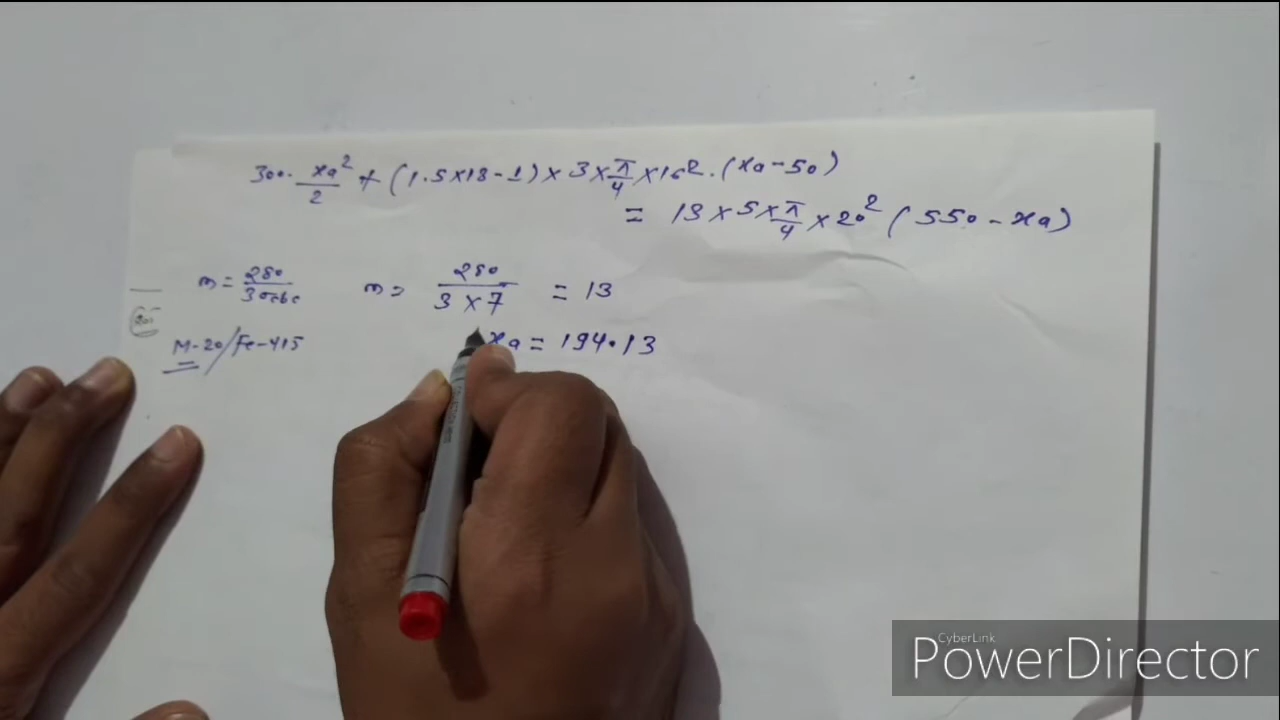 300. xa²/2 + (1.5×13-1)×3×π/4×16².(xa-50)
= 13×5×π/4×20²(550-xa)
m = 280/3σcbc m = 280/3×7 = 13
M-20/Fe-415 xa = 194.13
CyberLink
PowerDirector